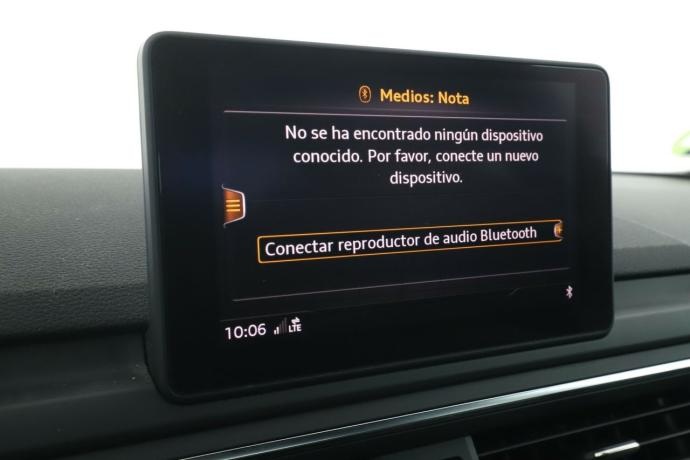 Medios: Nota
No se ha encontrado ningún dispositivo
conocido. Por favor, conecte un nuevo
dispositivo.
Conectar reproductor de audio Bluetooth
10:06 LTE